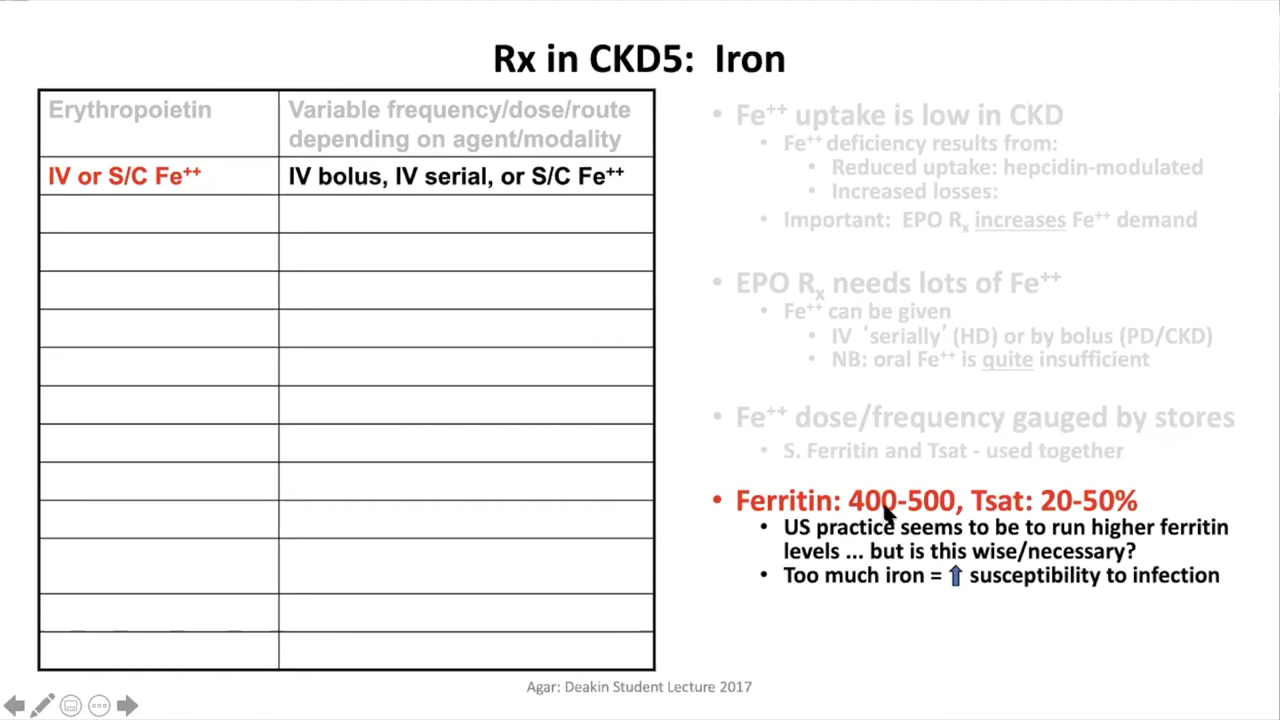 Rx in CKD5:  Iron
Erythropoietin
Variable frequency/dose/route
depending on agent/modality
IV or S/C Fe⁺⁺
IV bolus, IV serial, or S/C Fe⁺⁺
• Fe⁺⁺ uptake is low in CKD
• Fe⁺⁺ deficiency results from:
• Reduced uptake: hepcidin-modulated
• Increased losses:
• Important:  EPO Rₓ increases Fe⁺⁺ demand
• EPO Rₓ needs lots of Fe⁺⁺
• Fe⁺⁺ can be given
• IV ‘serially’ (HD) or by bolus (PD/CKD)
• NB: oral Fe⁺⁺ is quite insufficient
• Fe⁺⁺ dose/frequency gauged by stores
• S. Ferritin and Tsat - used together
• Ferritin: 400-500, Tsat: 20-50%
• US practice seems to be to run higher ferritin
levels ... but is this wise/necessary?
• Too much iron = ⬆ susceptibility to infection
Agar: Deakin Student Lecture 2017